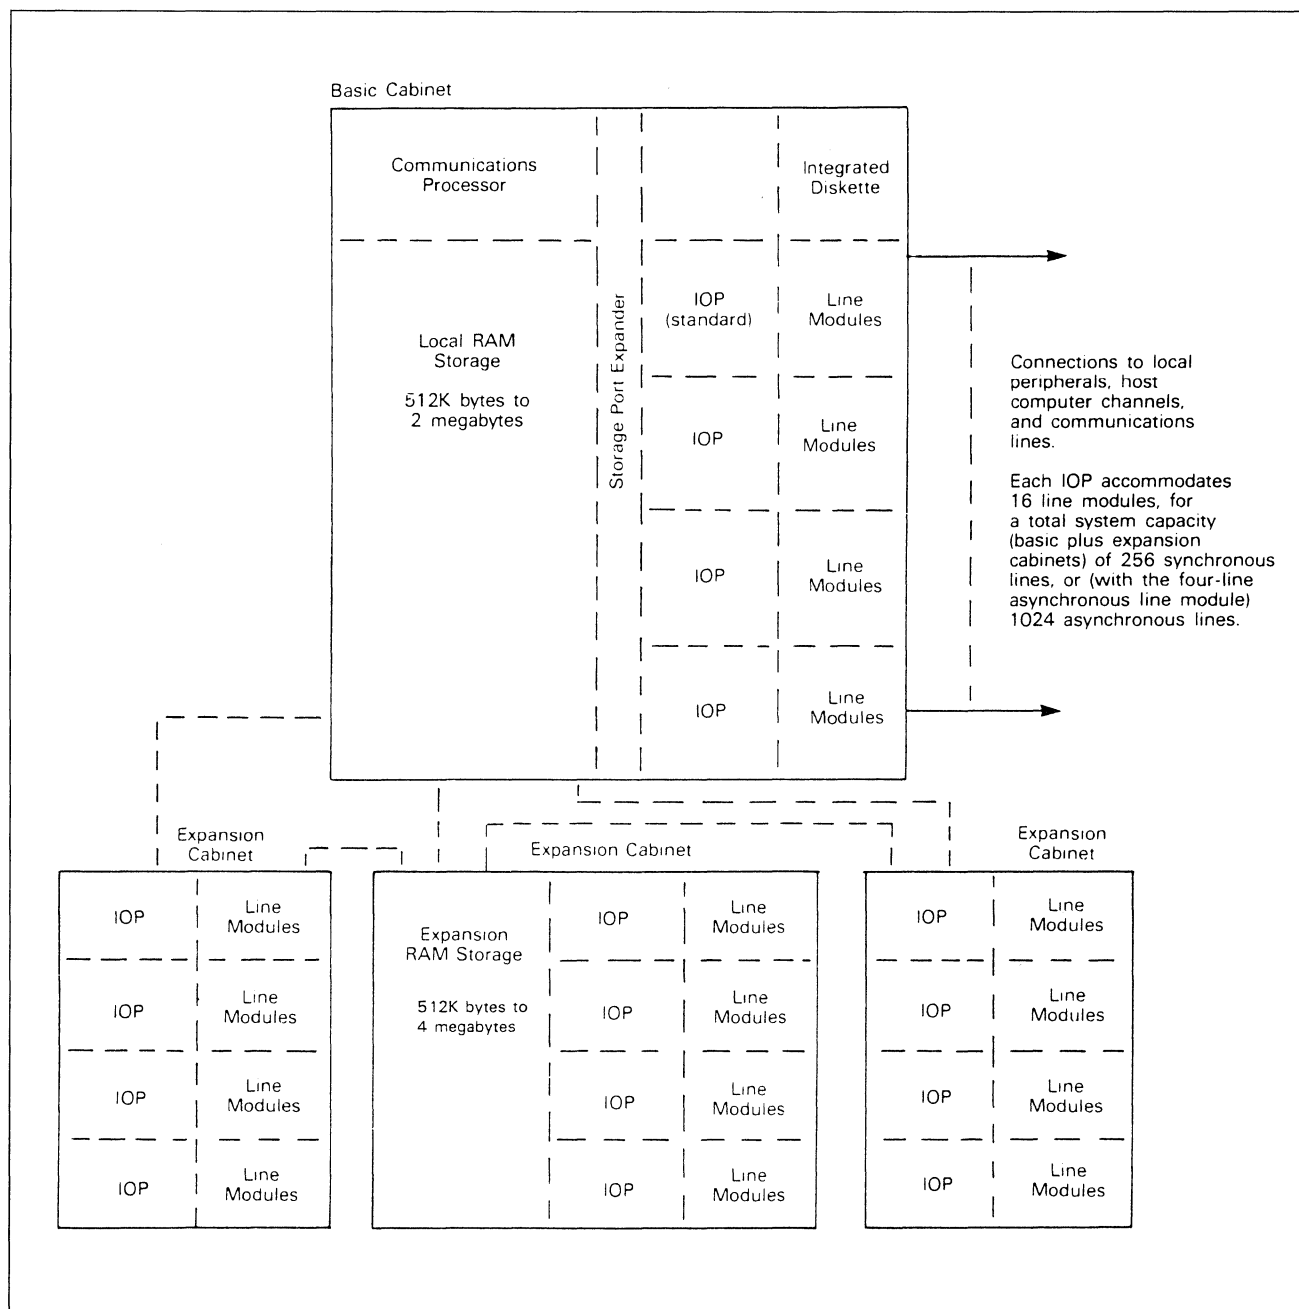 Basic Cabinet
Communications
Processor
Integrated
Diskette
Local RAM
Storage
512K bytes to
2 megabytes
Storage Port Expander
IOP
(standard)
Line
Modules
IOP
Line
Modules
IOP
Line
Modules
IOP
Line
Modules
Connections to local
peripherals, host
computer channels,
and communications
lines.
Each IOP accommodates
16 line modules, for
a total system capacity
(basic plus expansion
cabinets) of 256 synchronous
lines, or (with the four-line
asynchronous line module)
1024 asynchronous lines.
Expansion
Cabinet
IOP
Line
Modules
IOP
Line
Modules
IOP
Line
Modules
IOP
Line
Modules
Expansion Cabinet
Expansion
RAM Storage
512K bytes to
4 megabytes
IOP
Line
Modules
IOP
Line
Modules
IOP
Line
Modules
IOP
Line
Modules
Expansion
Cabinet
IOP
Line
Modules
IOP
Line
Modules
IOP
Line
Modules
IOP
Line
Modules